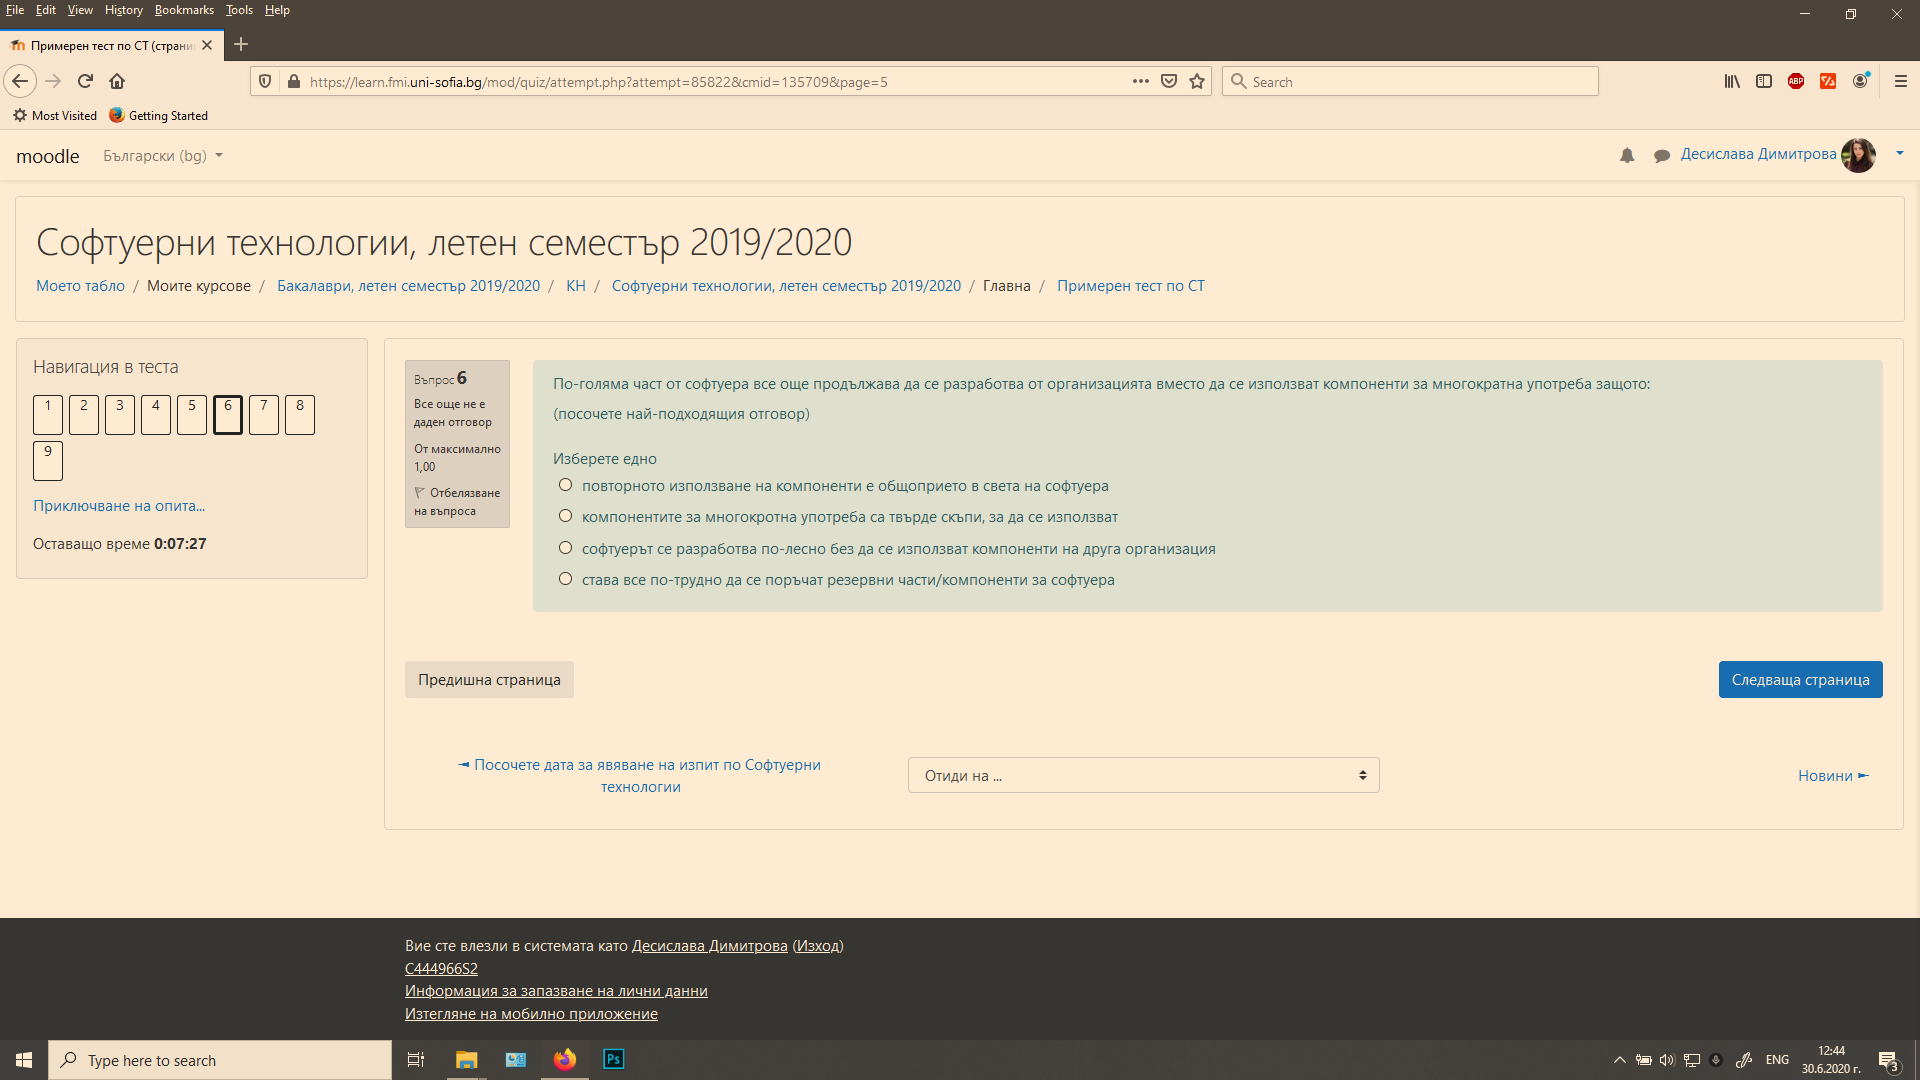 File Edit View History Bookmarks Tools Help
Примерен тест по СТ (страни
https://learn.fmi.uni-sofia.bg/mod/quiz/attempt.php?attempt=85822&cmid=135709&page=5
Search
ABP
Most Visited Getting Started
moodle Български (bg) Десислава Димитрова
Софтуерни технологии, летен семестър 2019/2020
Моето табло / Моите курсове / Бакалаври, летен семестър 2019/2020 / КН / Софтуерни технологии, летен семестър 2019/2020 / Главна / Примерен тест по СТ
Навигация в теста
1 2 3 4 5 6 7 8
9
Приключване на опита...
Оставащо време 0:07:27
Въпрос 6
Все още не е
даден отговор
От максимално
1,00
Отбелязване
на въпроса
По-голяма част от софтуера все още продължава да се разработва от организацията вместо да се използват компоненти за многократна употреба защото:
(посочете най-подходящия отговор)
Изберете едно
повторното използване на компоненти е общоприето в света на софтуера
компонентите за многокротна употреба са твърде скъпи, за да се използват
софтуерът се разработва по-лесно без да се използват компоненти на друга организация
става все по-трудно да се поръчат резервни части/компоненти за софтуера
Предишна страница
Следваща страница
◄ Посочете дата за явяване на изпит по Софтуерни
технологии
Отиди на ...
Новини ►
Вие сте влезли в системата като Десислава Димитрова (Изход)
C444966S2
Информация за запазване на лични данни
Изтегляне на мобилно приложение
Type here to search
Ps
ENG
12:44
30.6.2020 г.
3